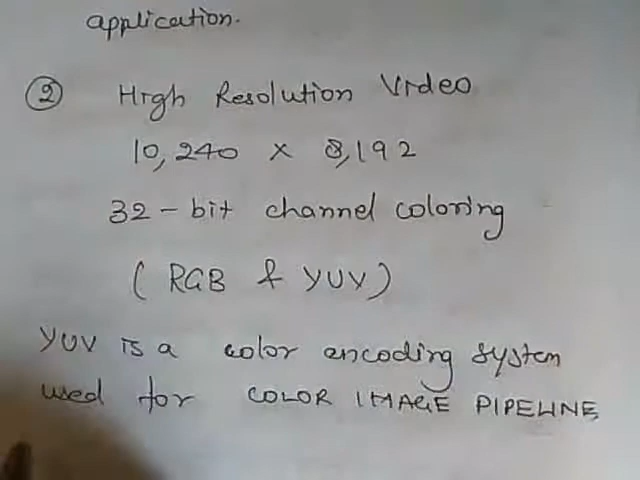 application.
② High Resolution Video
10,240 x 8,192
32-bit channel coloring
(RGB & YUV)
YUV is a color encoding system
used for COLOR IMAGE PIPELINE